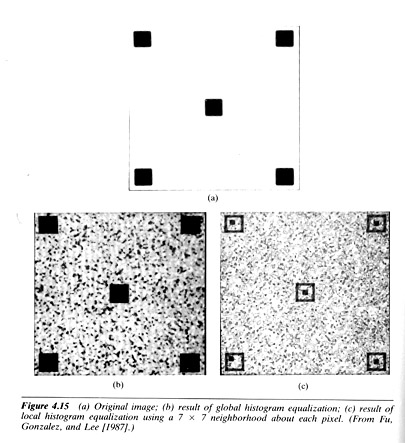 (a)
(b)
(c)
Figure 4.15 (a) Original image; (b) result of global histogram equalization; (c) result of
local histogram equalization using a 7 × 7 neighborhood about each pixel. (From Fu,
Gonzalez, and Lee [1987].)